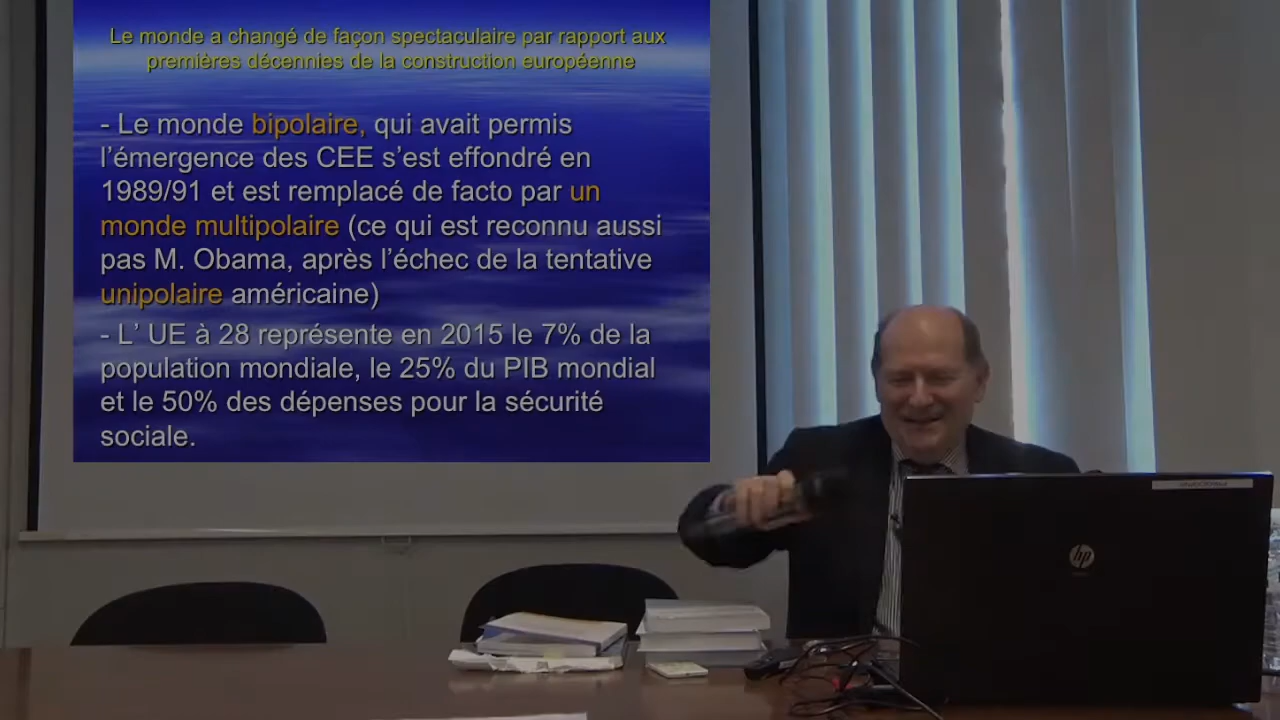 Le monde a changé de façon spectaculaire par rapport aux
premières décennies de la construction européenne
- Le monde bipolaire, qui avait permis
l’émergence des CEE s’est effondré en
1989/91 et est remplacé de facto par un
monde multipolaire (ce qui est reconnu aussi
pas M. Obama, après l’échec de la tentative
unipolaire américaine)
- L’ UE à 28 représente en 2015 le 7% de la
population mondiale, le 25% du PIB mondial
et le 50% des dépenses pour la sécurité
sociale.
hp